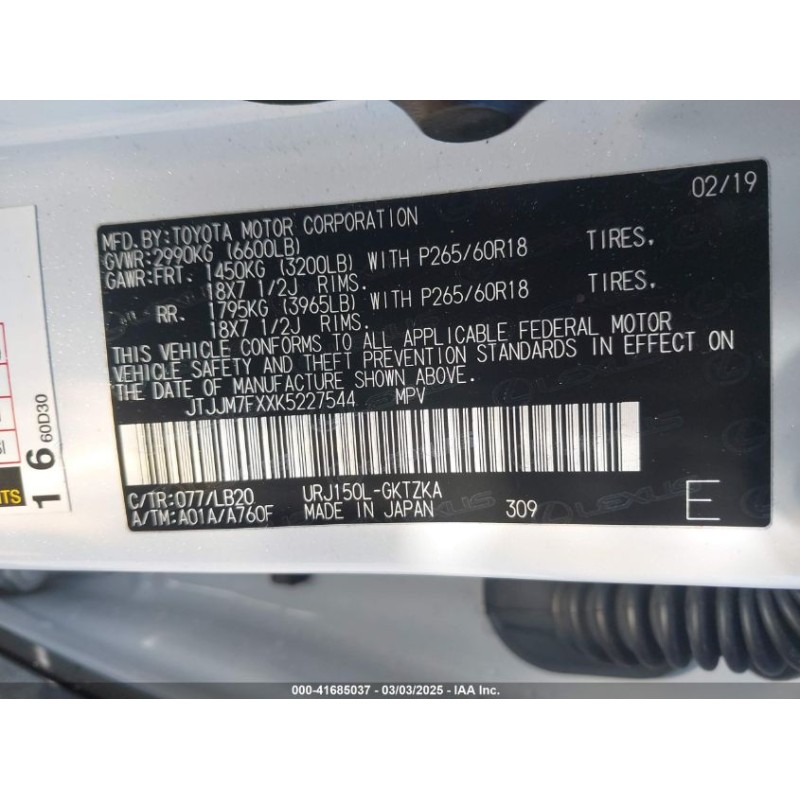 02/19
MFD.BY:TOYOTA MOTOR CORPORATION
GVWR:2990KG (6600LB)
GAWR:FRT. 1450KG (3200LB) WITH P265/60R18 TIRES,
18X7 1/2J RIMS.
RR. 1795KG (3965LB) WITH P265/60R18 TIRES,
18X7 1/2J RIMS.
THIS VEHICLE CONFORMS TO ALL APPLICABLE FEDERAL MOTOR
VEHICLE SAFETY AND THEFT PREVENTION STANDARDS IN EFFECT ON
THE DATE OF MANUFACTURE SHOWN ABOVE.
JTJJM7FXXK5227544 MPV
C/TR:077/LB20 URJ150L-GKTZKA
A/TM:A01A/A760F MADE IN JAPAN 309 E
LEXUS
16 60D30
000-41685037 - 03/03/2025 - IAA Inc.